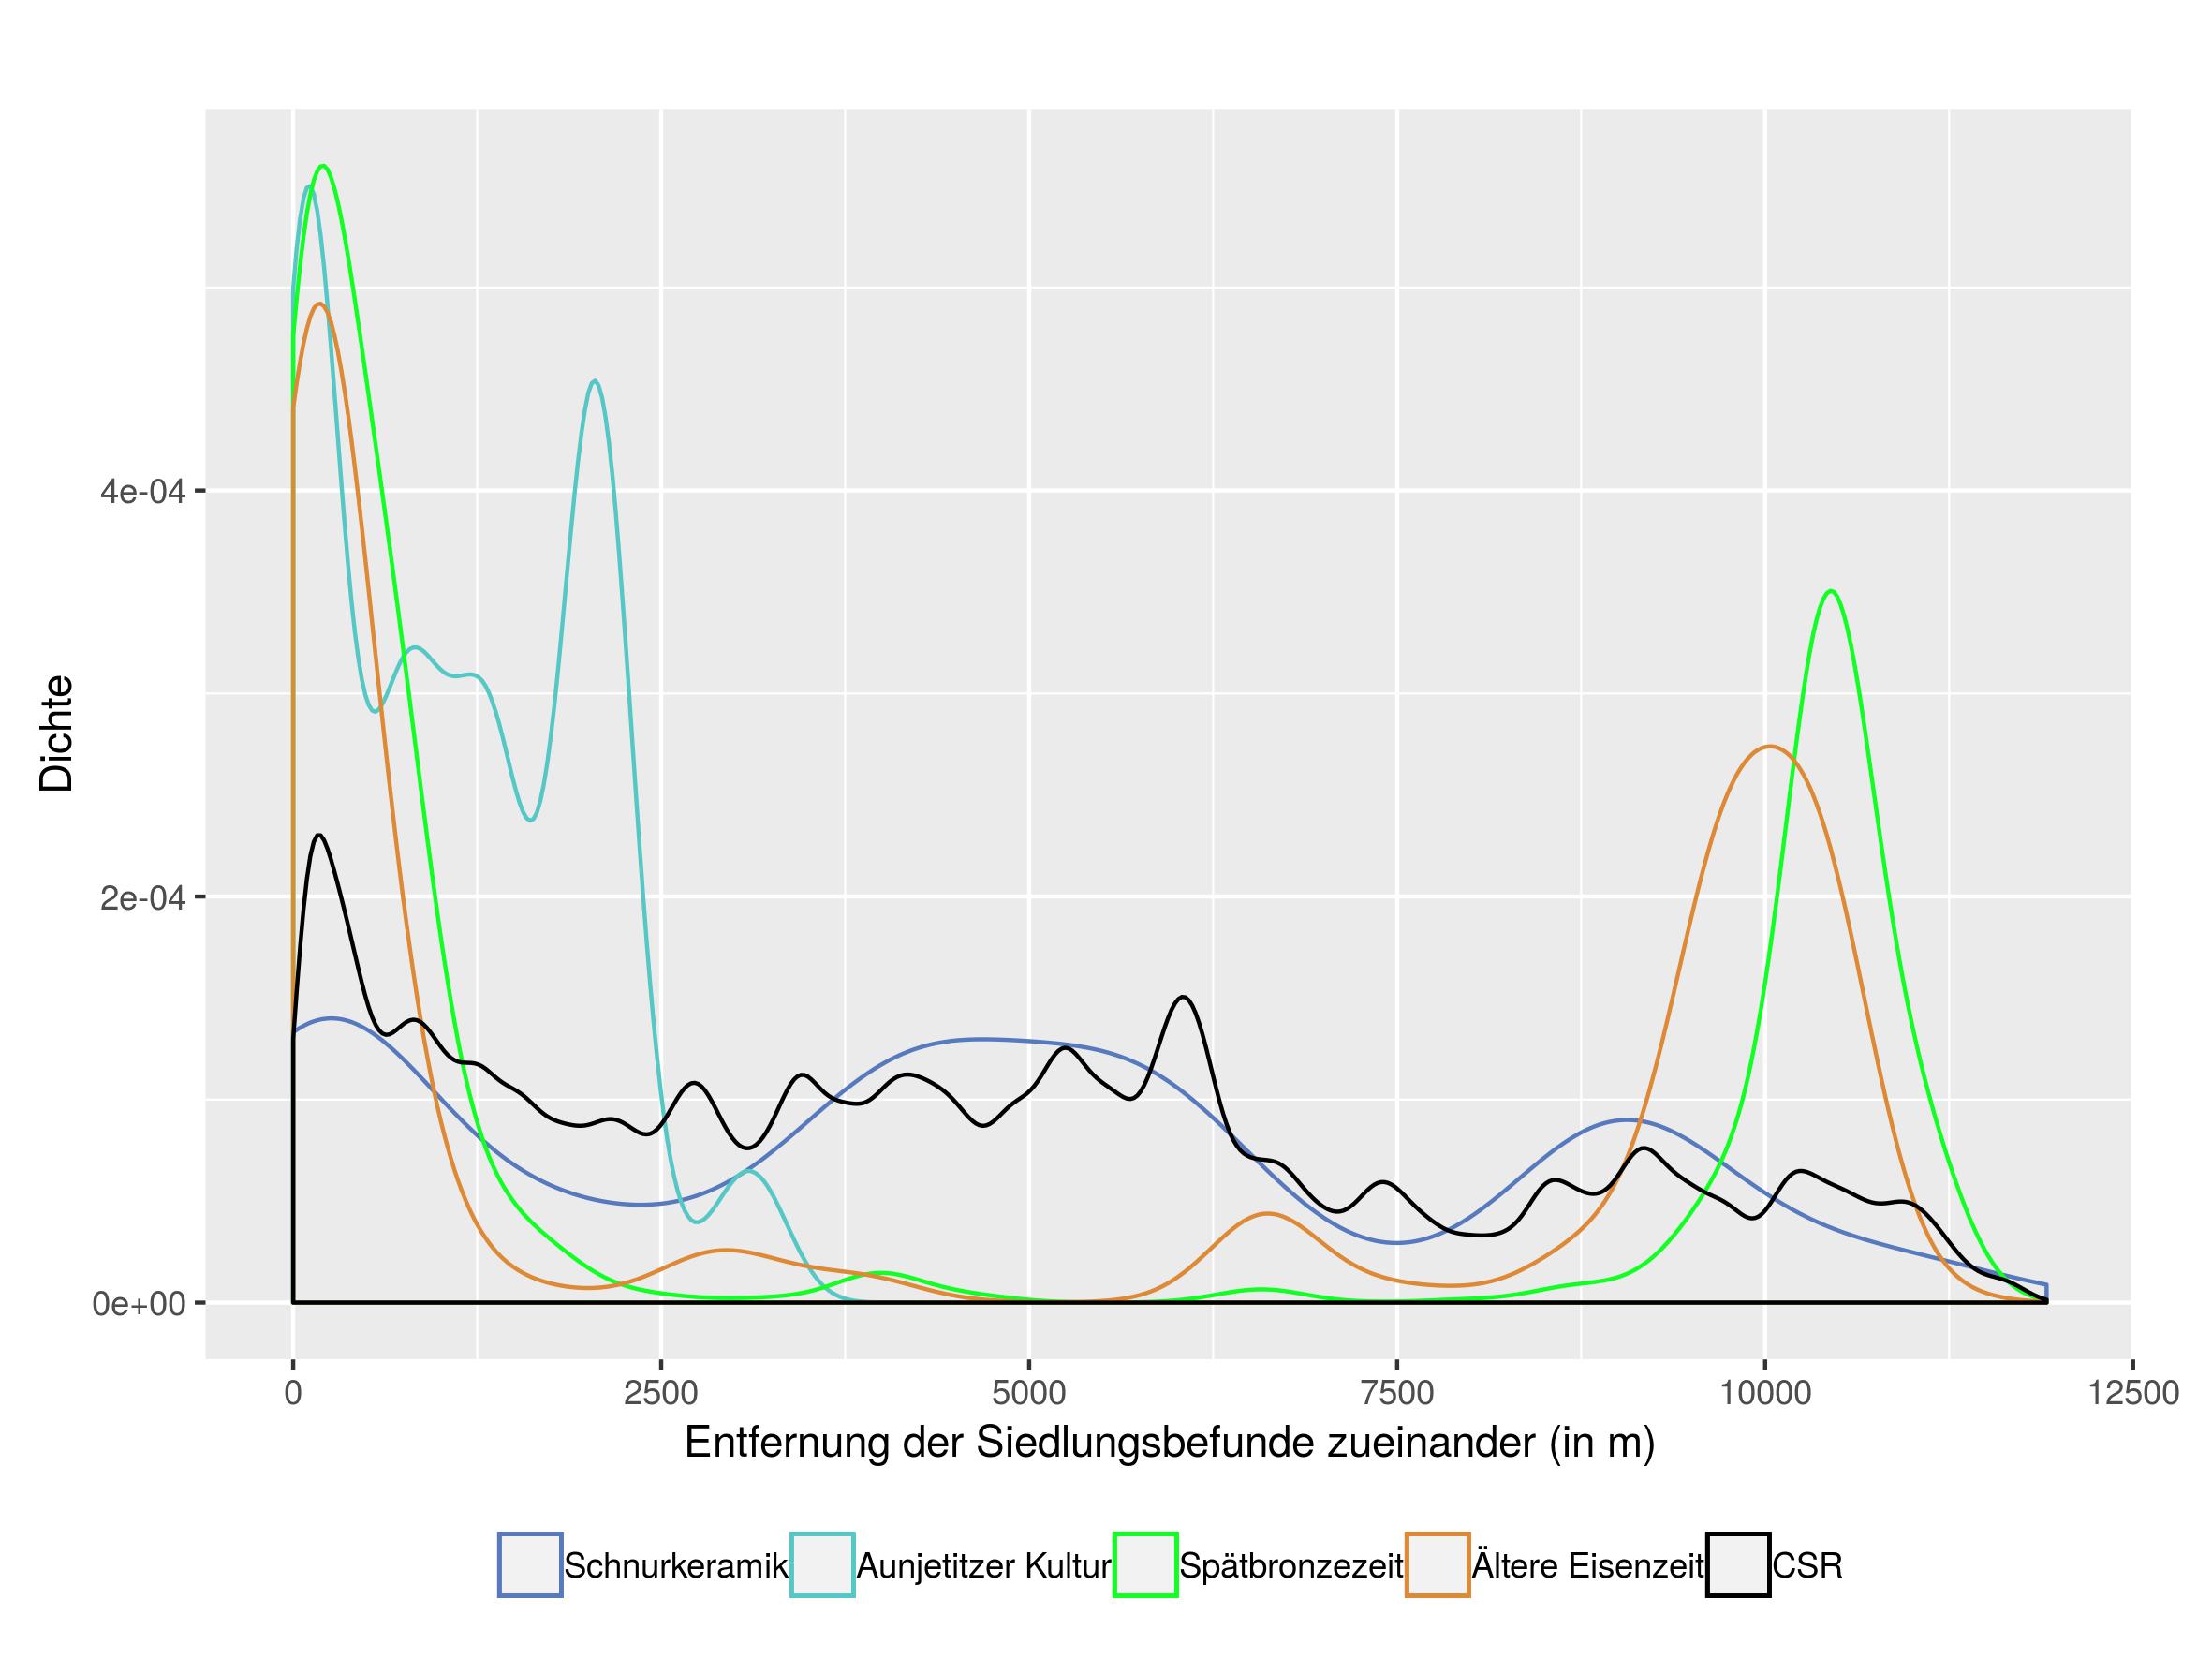 Dichte
4e-04
2e-04
0e+00
0 2500 5000 7500 10000 12500
Entfernung der Siedlungsbefunde zueinander (in m)
Schnurkeramik Aunjetitzer Kultur Spätbronzezeit Ältere Eisenzeit CSR